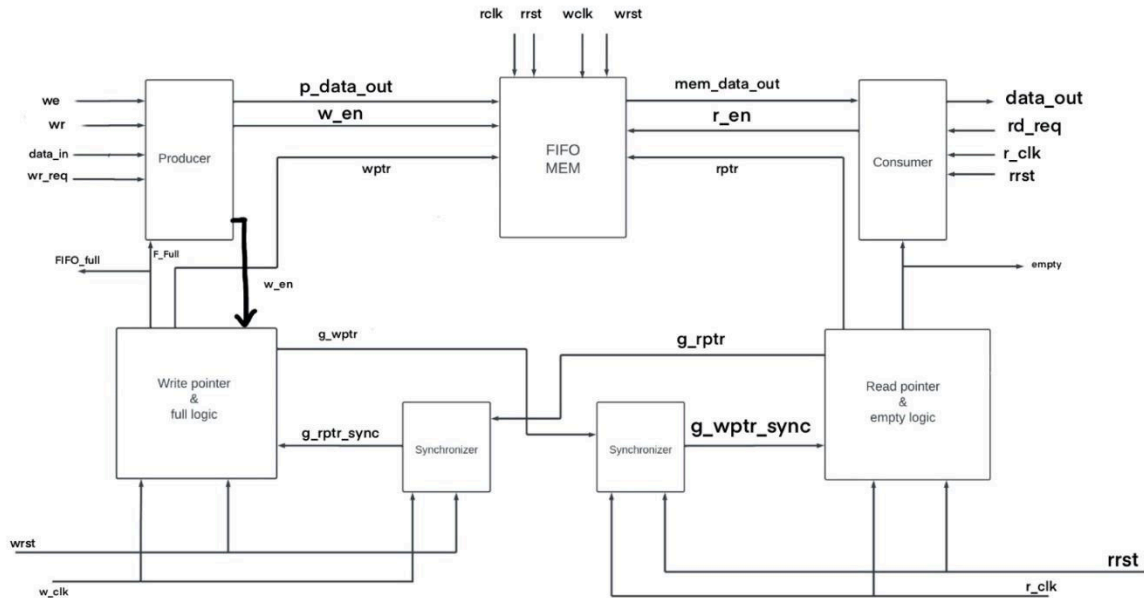 rclk rrst wclk wrst
we
wr
data_in
wr_req
Producer
p_data_out
w_en
wptr
FIFO
MEM
mem_data_out
r_en
rptr
Consumer
data_out
rd_req
r_clk
rrst
FIFO_full
F_Full
w_en
empty
Write pointer
&
full logic
g_wptr
g_rptr
g_rptr_sync
Synchronizer
Synchronizer
g_wptr_sync
Read pointer
&
empty logic
wrst
w_clk
rrst
r_clk